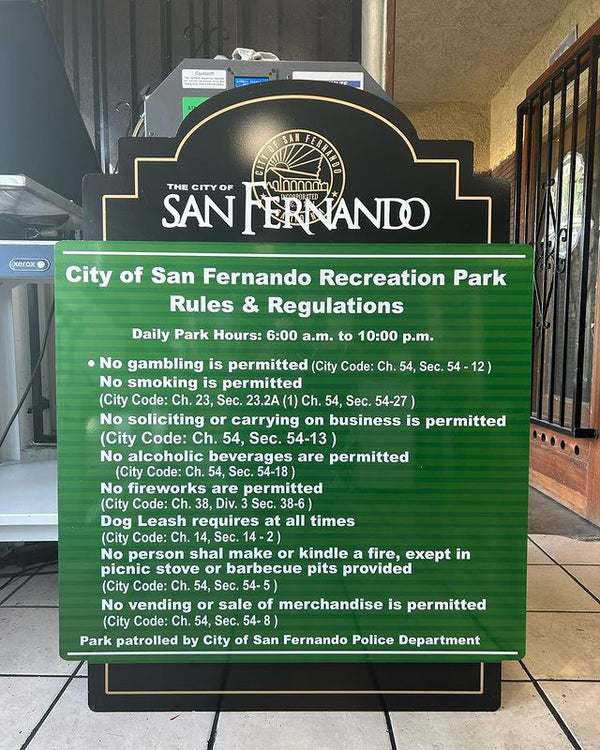 Caution!!!
xerox
CITY OF SAN FERNANDO
INCORPORATED
THE CITY OF
SAN FERNANDO
City of San Fernando Recreation Park
Rules & Regulations
Daily Park Hours: 6:00 a.m. to 10:00 p.m.
• No gambling is permitted (City Code: Ch. 54, Sec. 54 - 12 )
No smoking is permitted
(City Code: Ch. 23, Sec. 23.2A (1) Ch. 54, Sec. 54-27 )
No soliciting or carrying on business is permitted
(City Code: Ch. 54, Sec. 54-13 )
No alcoholic beverages are permitted
(City Code: Ch. 54, Sec. 54-18 )
No fireworks are permitted
(City Code: Ch. 38, Div. 3 Sec. 38-6 )
Dog Leash requires at all times
(City Code: Ch. 14, Sec. 14 - 2 )
No person shal make or kindle a fire, exept in
picnic stove or barbecue pits provided
(City Code: Ch. 54, Sec. 54- 5 )
No vending or sale of merchandise is permitted
(City Code: Ch. 54, Sec. 54- 8 )
Park patrolled by City of San Fernando Police Department